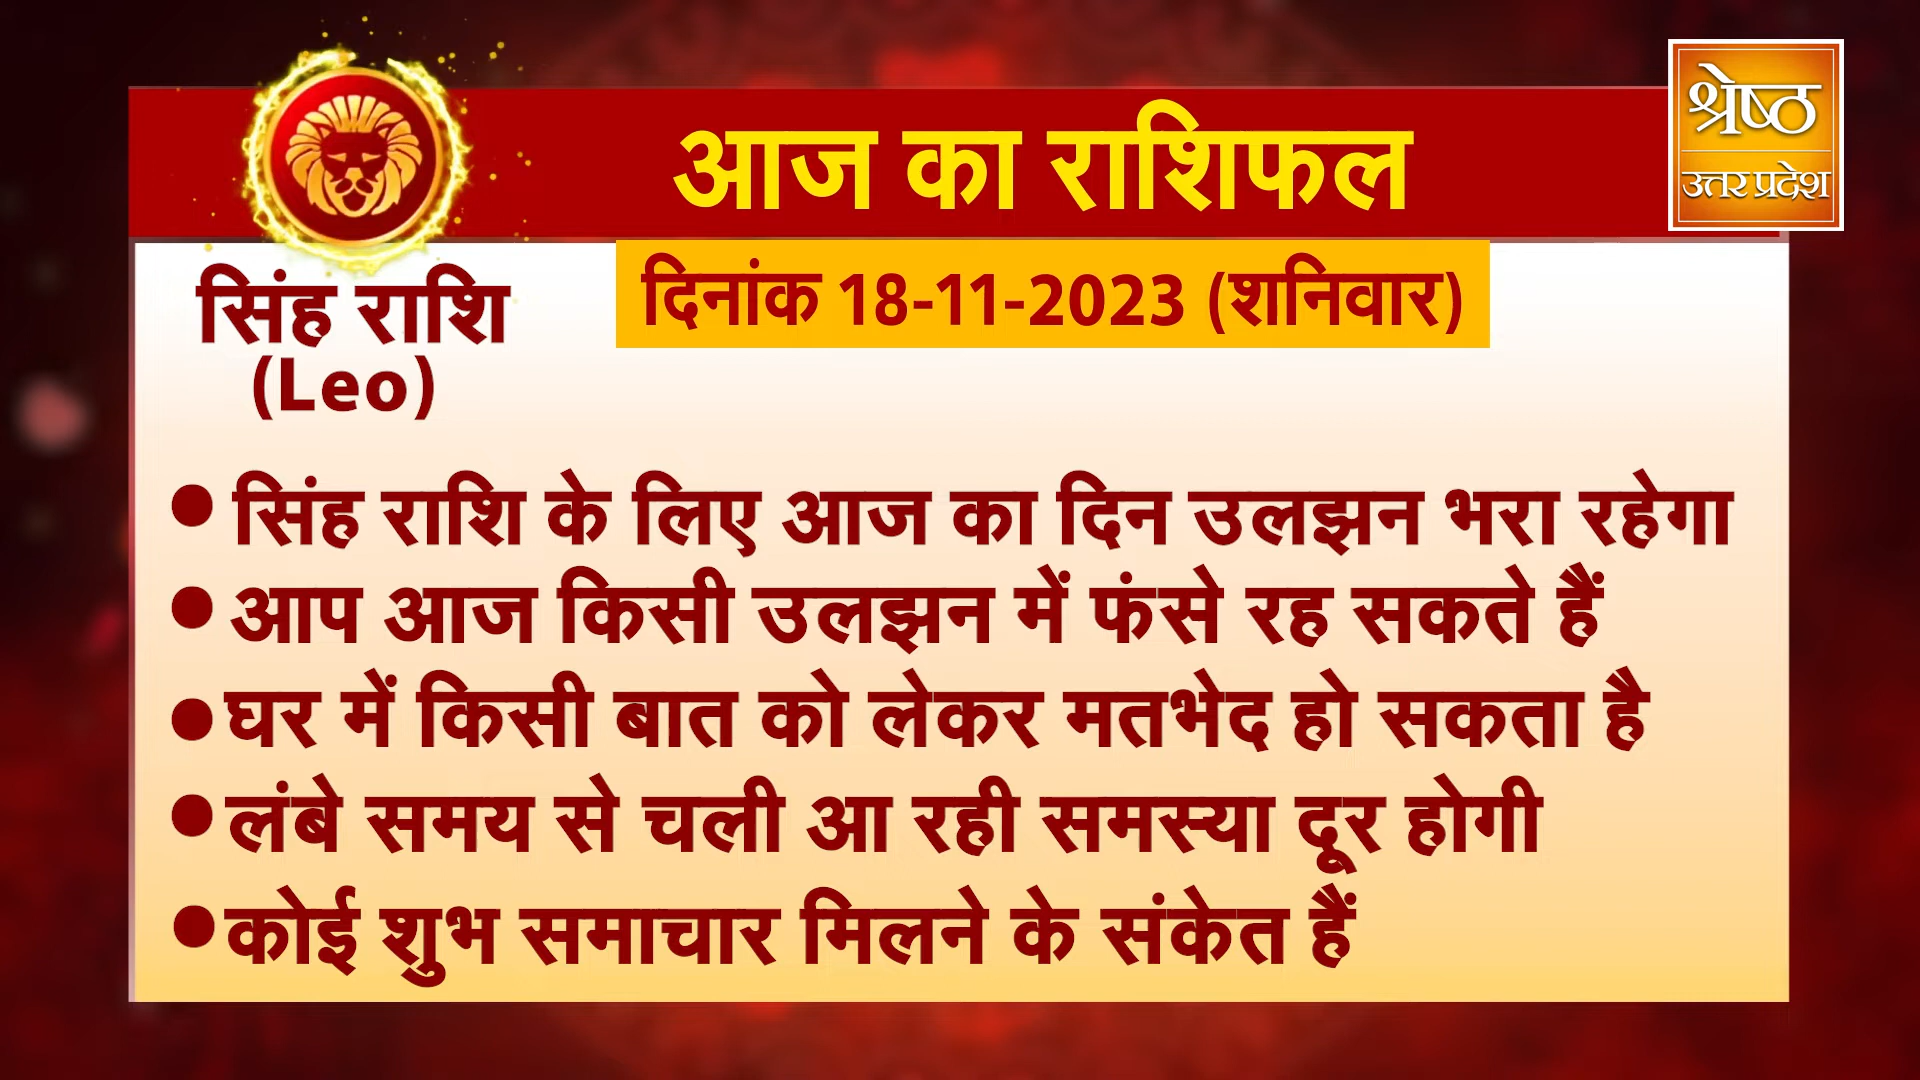 आज का राशिफल
श्रेष्ठ
उत्तर प्रदेश
दिनांक 18-11-2023 (शनिवार)
सिंह राशि
(Leo)
• सिंह राशि के लिए आज का दिन उलझन भरा रहेगा
• आप आज किसी उलझन में फंसे रह सकते हैं
• घर में किसी बात को लेकर मतभेद हो सकता है
• लंबे समय से चली आ रही समस्या दूर होगी
• कोई शुभ समाचार मिलने के संकेत हैं